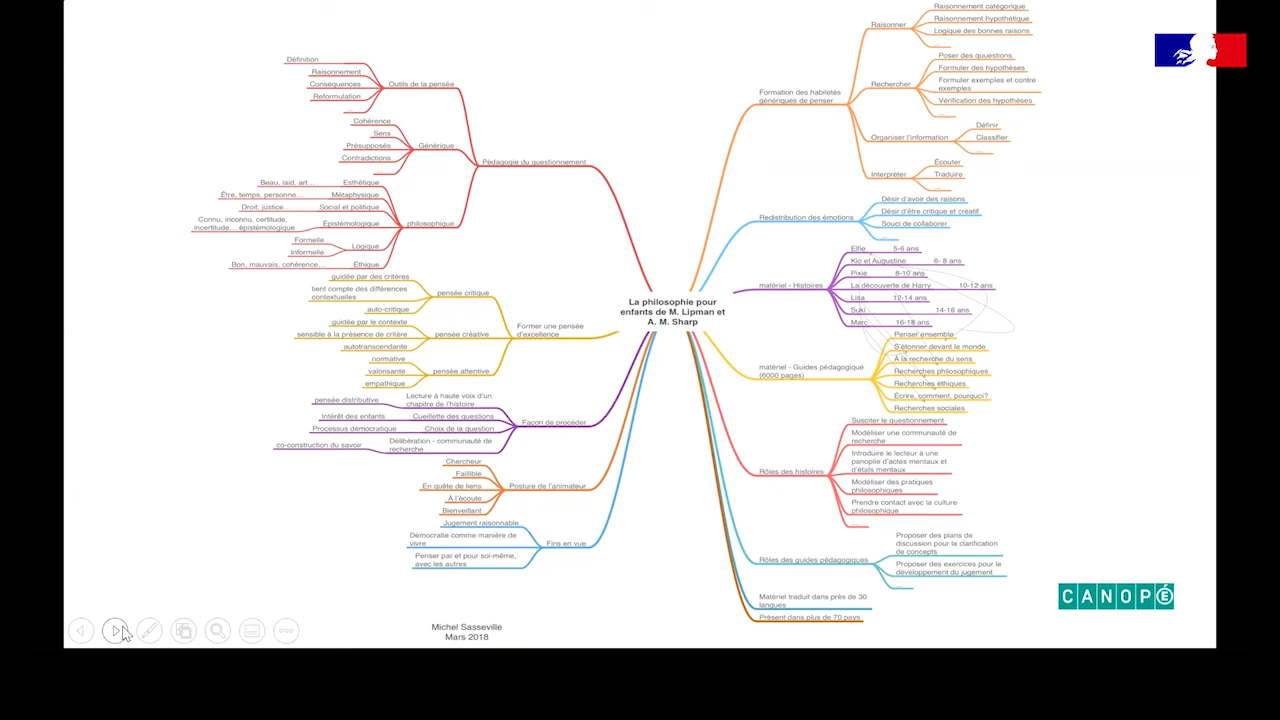 La philosophie pour
enfants de M. Lipman et
A. M. Sharp
Pédagogie du questionnement
Outils de la pensée
Définition
Raisonnement
Conséquences
Reformulation
...
Générique
Cohérence
Sens
Présupposés
Contradictions
...
philosophique
Esthétique
Beau, laid, art...
Métaphysique
Être, temps, personne...
Social et politique
Droit, justice...
Épistémologique
Connu, inconnu, certitude,
incertitude... épistémologique
Logique
Formelle
Informelle
Éthique
Bon, mauvais, cohérence...
Former une pensée
d'excellence
pensée critique
guidée par des critères
tient compte des différences
contextuelles
auto-critique
pensée créative
guidée par le contexte
sensible à la présence de critère
autotranscendante
pensée attentive
normative
valorisante
empathique
Façon de procéder
Lecture à haute voix d'un
chapitre de l'histoire
pensée distributive
Cueillette des questions
Intérêt des enfants
Choix de la question
Processus démocratique
Délibération - communauté de
recherche
co-construction du savoir
Posture de l'animateur
Chercheur
Faillible
En quête de liens
À l'écoute
Bienveillant
Fins en vue
Jugement raisonnable
Démocratie comme manière de
vivre
Penser par et pour soi-même,
avec les autres
Formation des habiletés
génériques de penser
Raisonner
Raisonnement catégorique
Raisonnement hypothétique
Logique des bonnes raisons
...
Rechercher
Poser des quuestions
Formuler des hypothèses
Formuler exemples et contre
exemples
Vérification des hypothèses
...
Organiser l'information
Définir
Classifier
...
Interpréter
Écouter
Traduire
...
Redistribution des émotions
Désir d'avoir des raisons
Désir d'être critique et créatif
Souci de collaborer
...
matériel - Histoires
Elfie 5-6 ans
Kio et Augustine 6- 8 ans
Pixie 8-10 ans
La découverte de Harry 10-12 ans
Lisa 12-14 ans
Suki 14-16 ans
Marc 16-18 ans
matériel - Guides pédagogique
(6000 pages)
Penser ensemble
S'étonner devant le monde
À la recherche du sens
Recherches philosophiques
Recherches éthiques
Écrire, comment, pourquoi?
Recherches sociales
Rôles des histoires
Susciter le questionnement
Modéliser une communauté de
recherche
Introduire le lecteur à une
panoplie d'actes mentaux et
d'états mentaux
Modéliser des pratiques
philosophiques
Prendre contact avec la culture
philosophique
...
Rôles des guides pédagogiques
Proposer des plans de
discussion pour la clarification
de concepts
Proposer des exercices pour le
développement du jugement
...
Matériel traduit dans près de 30
langues
Présent dans plus de 70 pays
CANOPÉ
Michel Sasseville
Mars 2018